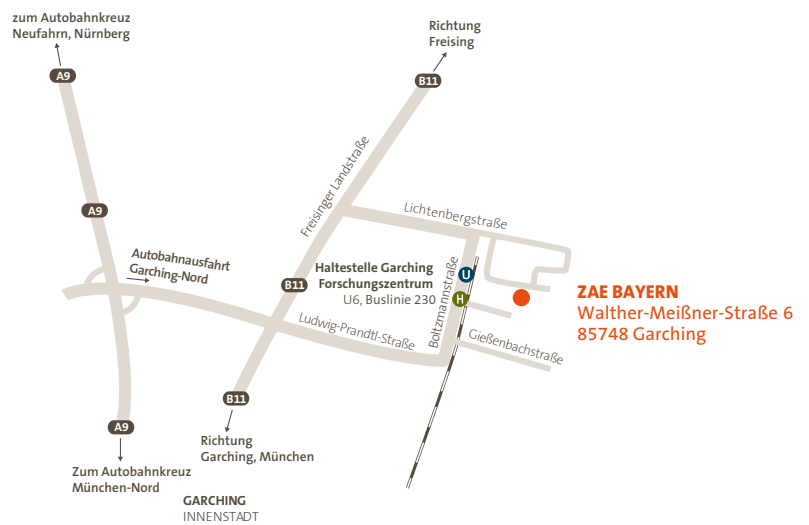 zum Autobahnkreuz
Neufahrn, Nürnberg
Richtung
Freising
A9
B11
Freisinger Landstraße
A9
Lichtenbergstraße
Autobahnausfahrt
Garching-Nord
Haltestelle Garching
Forschungszentrum
U6, Buslinie 230
U
H
B11
Boltzmannstraße
ZAE BAYERN
Walther-Meißner-Straße 6
85748 Garching
Ludwig-Prandtl-Straße
Gießenbachstraße
B11
A9
Richtung
Garching, München
Zum Autobahnkreuz
München-Nord
GARCHING
INNENSTADT